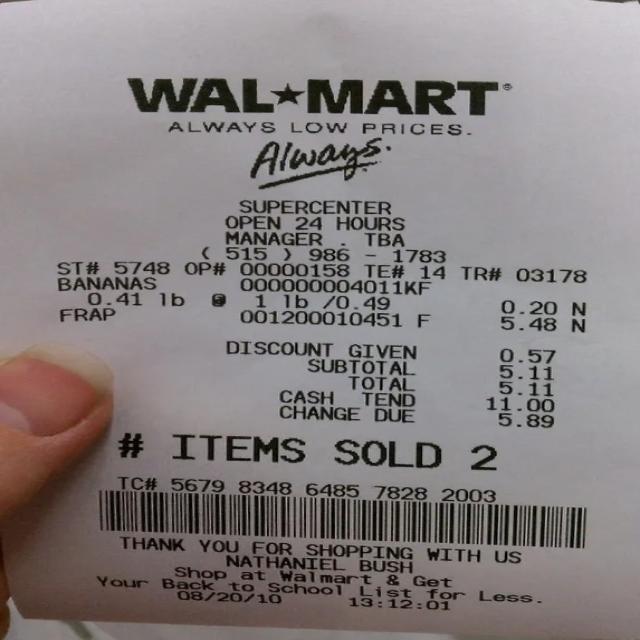 WAL★MART®
ALWAYS LOW PRICES.
Always.
SUPERCENTER
OPEN 24 HOURS
MANAGER . TBA
( 515 ) 986 - 1783
ST# 5748 OP# 00000158 TE# 14 TR# 03178
BANANAS 000000004011KF
0.41 lb @ 1 lb /0.49 0.20 N
FRAP 001200010451 F 5.48 N
DISCOUNT GIVEN 0.57
SUBTOTAL 5.11
TOTAL 5.11
CASH TEND 11.00
CHANGE DUE 5.89
# ITEMS SOLD 2
TC# 5679 8348 6485 7828 2003
THANK YOU FOR SHOPPING WITH US
NATHANIEL BUSH
Shop at Walmart & Get
Your Back to School List for Less.
08/20/10 13:12:01